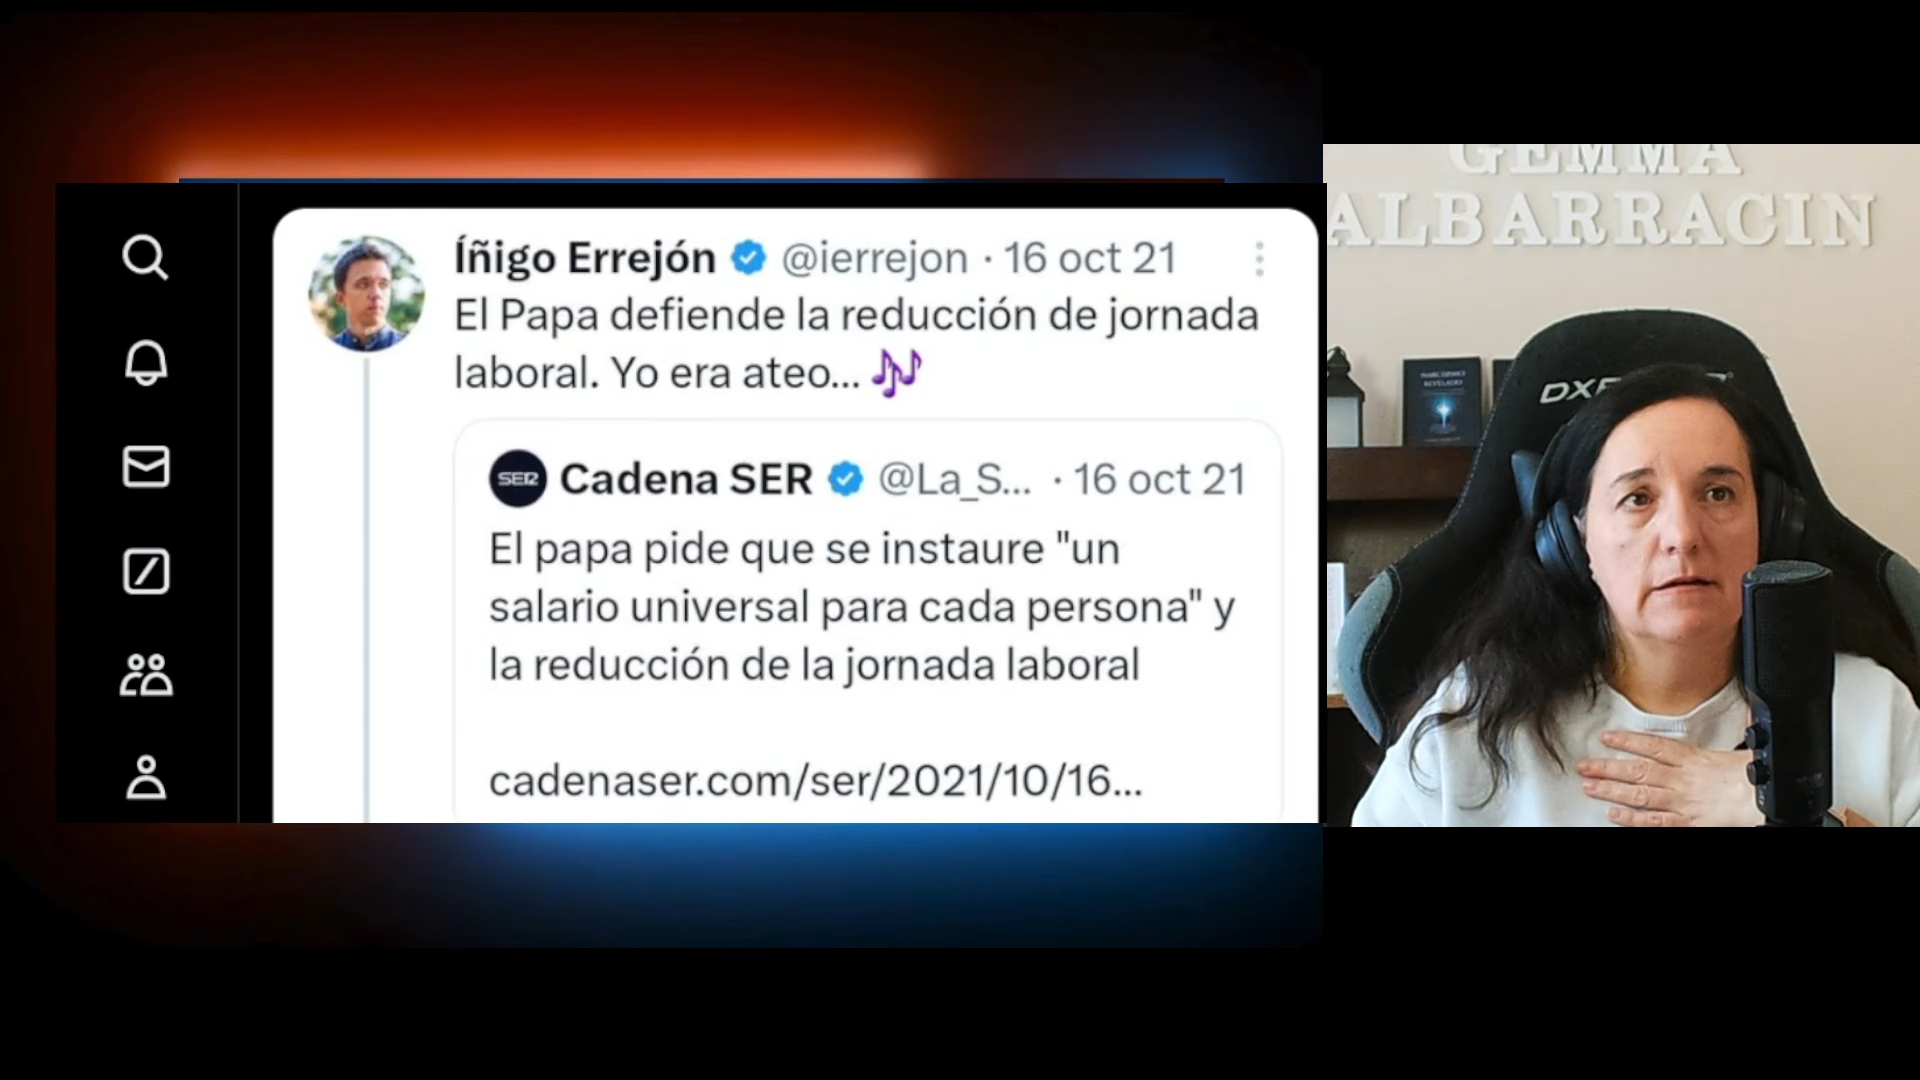 Íñigo Errejón @ierrejon · 16 oct 21
El Papa defiende la reducción de jornada
laboral. Yo era ateo... 🎶
SER Cadena SER @La_S... · 16 oct 21
El papa pide que se instaure "un
salario universal para cada persona" y
la reducción de la jornada laboral
cadenaser.com/ser/2021/10/16...
GEMMA
ALBARRACIN